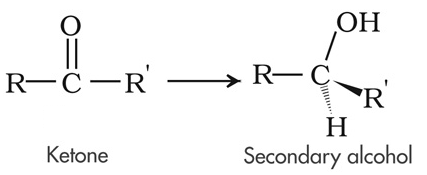 O
R—C—R'
Ketone
OH
R—C
R'
H
Secondary alcohol